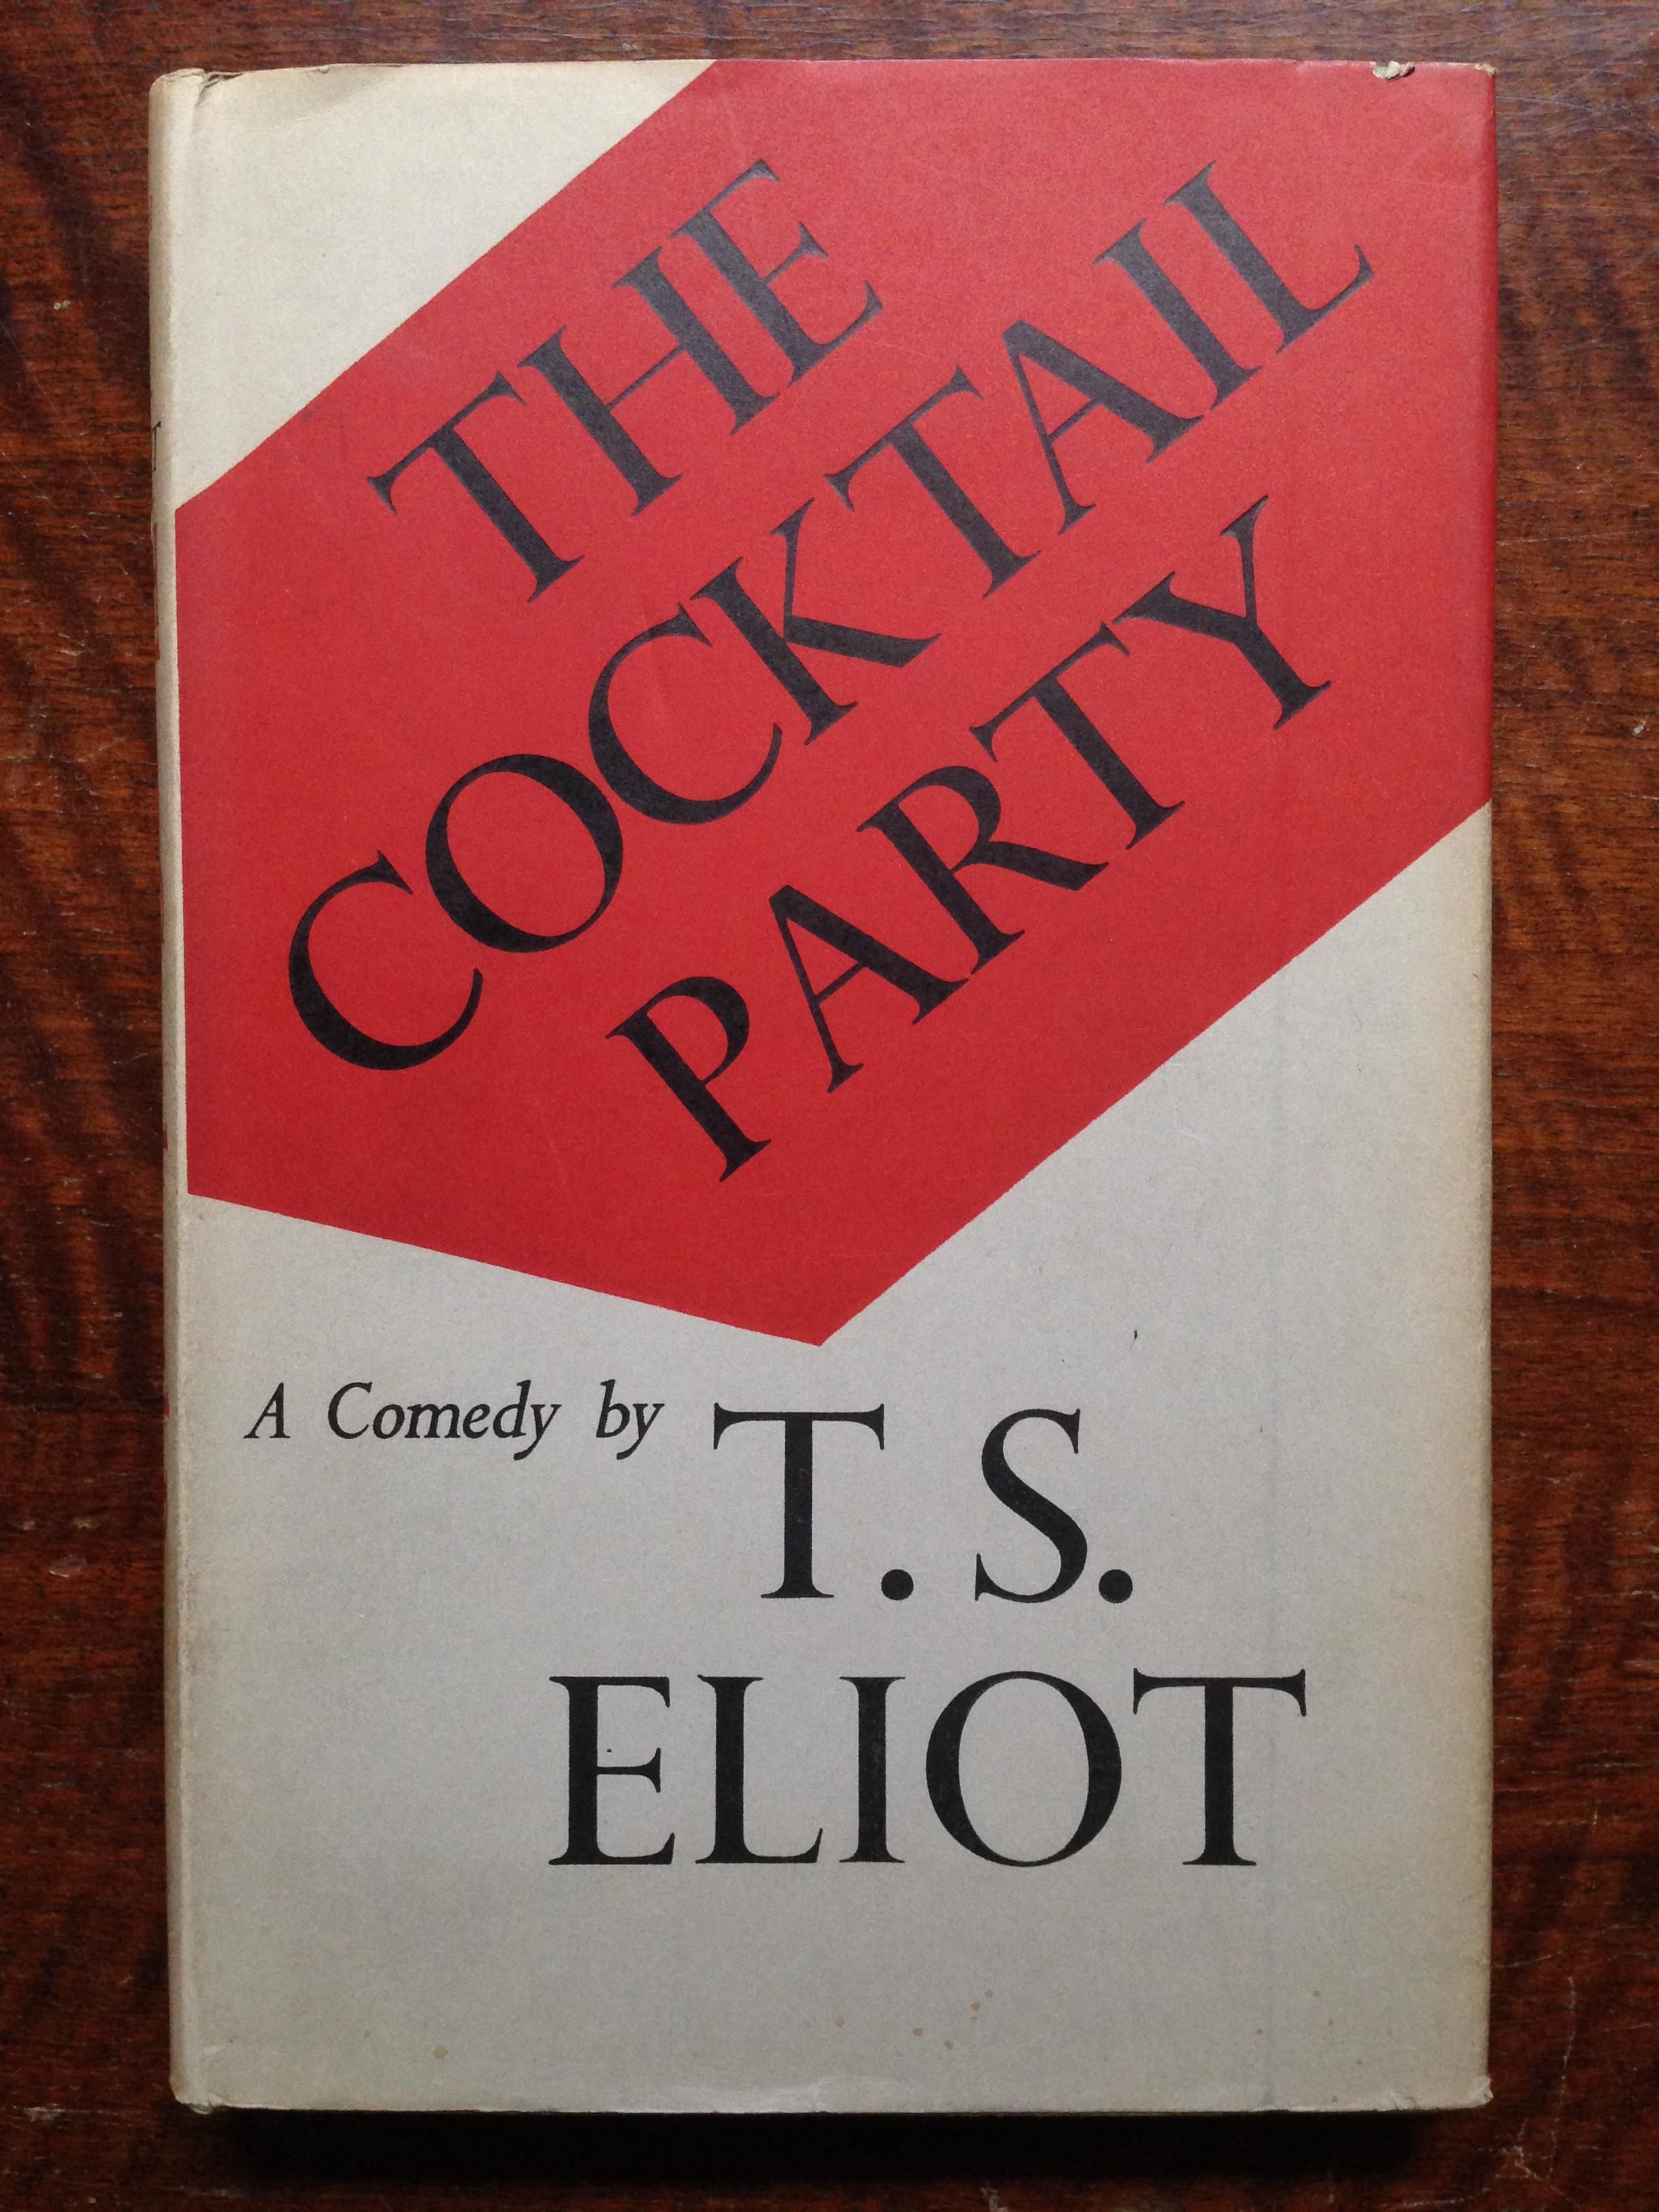 THE
COCKTAIL
PARTY
A Comedy by T. S.
ELIOT